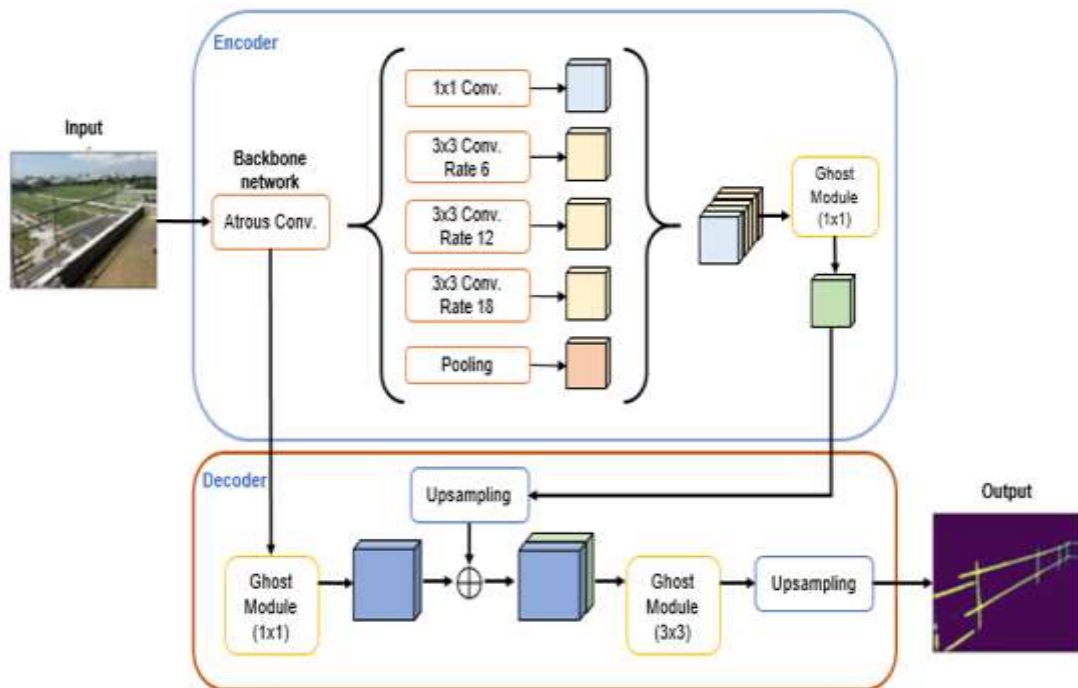 Encoder
Input
Backbone
network
Atrous Conv.
1x1 Conv.
3x3 Conv.
Rate 6
3x3 Conv.
Rate 12
3x3 Conv.
Rate 18
Pooling
Ghost
Module
(1x1)
Decoder
Upsampling
Ghost
Module
(1x1)
Ghost
Module
(3x3)
Upsampling
Output